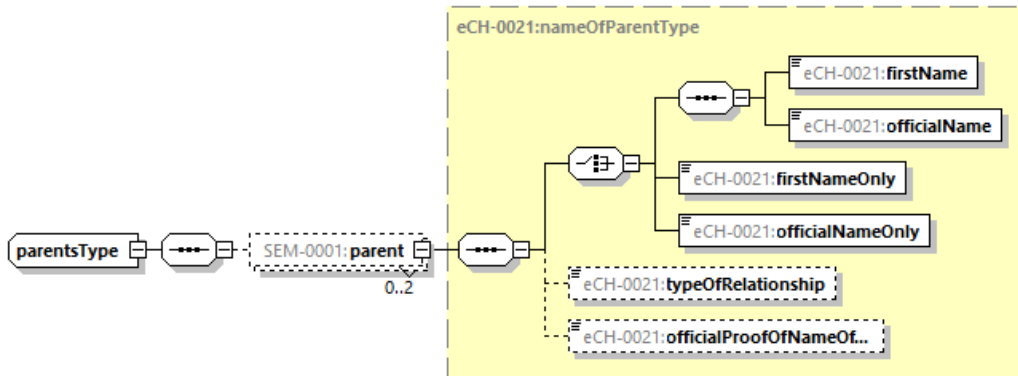 eCH-0021:nameOfParentType
eCH-0021:firstName
eCH-0021:officialName
eCH-0021:firstNameOnly
eCH-0021:officialNameOnly
parentsType
SEM-0001:parent
0..2
eCH-0021:typeOfRelationship
eCH-0021:officialProofOfNameOf...